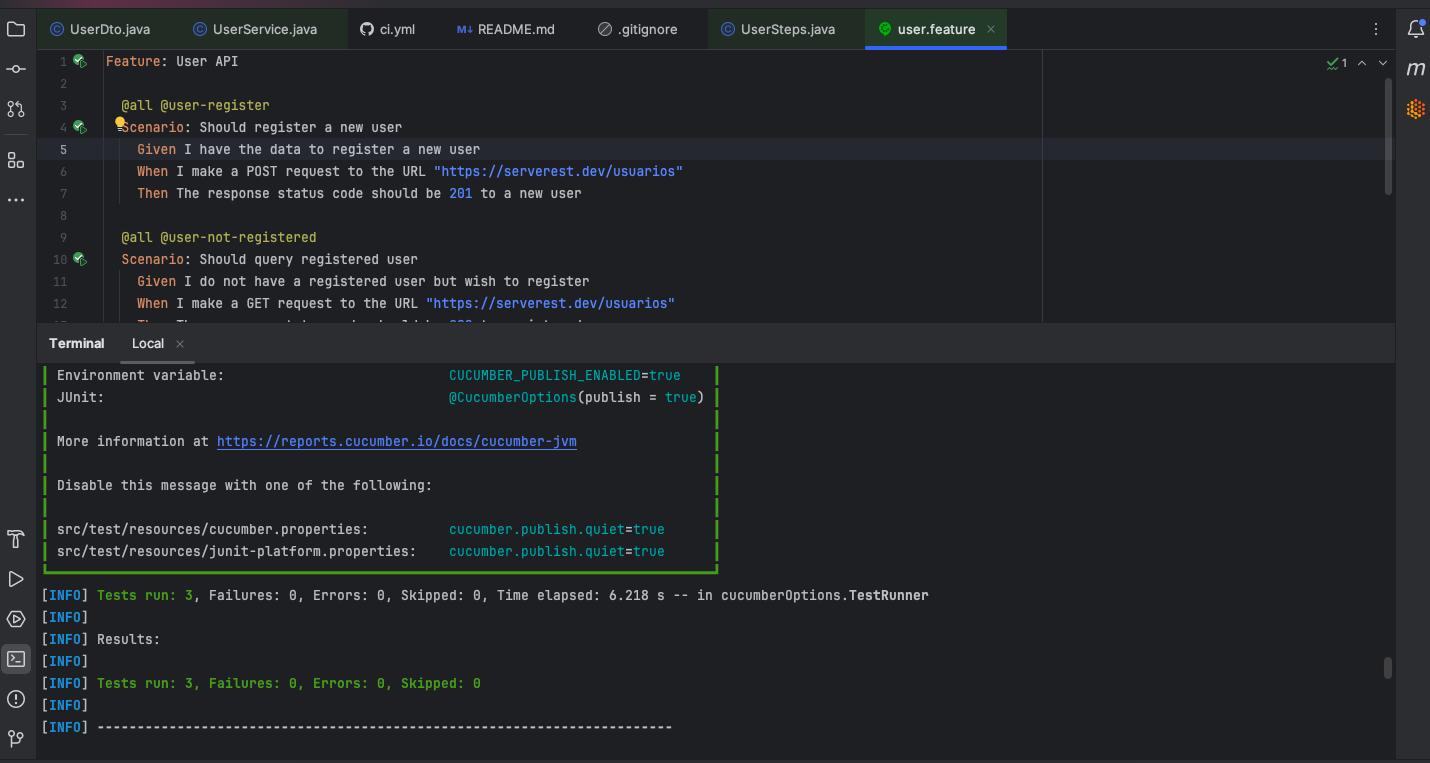 UserDto.java UserService.java ci.yml M↓ README.md .gitignore UserSteps.java user.feature
1 Feature: User API
1
2
3 @all @user-register
4 Scenario: Should register a new user
5 Given I have the data to register a new user
6 When I make a POST request to the URL "https://serverest.dev/usuarios"
7 Then The response status code should be 201 to a new user
8
9 @all @user-not-registered
10 Scenario: Should query registered user
11 Given I do not have a registered user but wish to register
12 When I make a GET request to the URL "https://serverest.dev/usuarios"
Terminal Local
Environment variable: CUCUMBER_PUBLISH_ENABLED=true
JUnit: @CucumberOptions(publish = true)
More information at https://reports.cucumber.io/docs/cucumber-jvm
Disable this message with one of the following:
src/test/resources/cucumber.properties: cucumber.publish.quiet=true
src/test/resources/junit-platform.properties: cucumber.publish.quiet=true
[INFO] Tests run: 3, Failures: 0, Errors: 0, Skipped: 0, Time elapsed: 6.218 s -- in cucumberOptions.TestRunner
[INFO]
[INFO] Results:
[INFO]
[INFO] Tests run: 3, Failures: 0, Errors: 0, Skipped: 0
[INFO]
[INFO] ------------------------------------------------------------------------